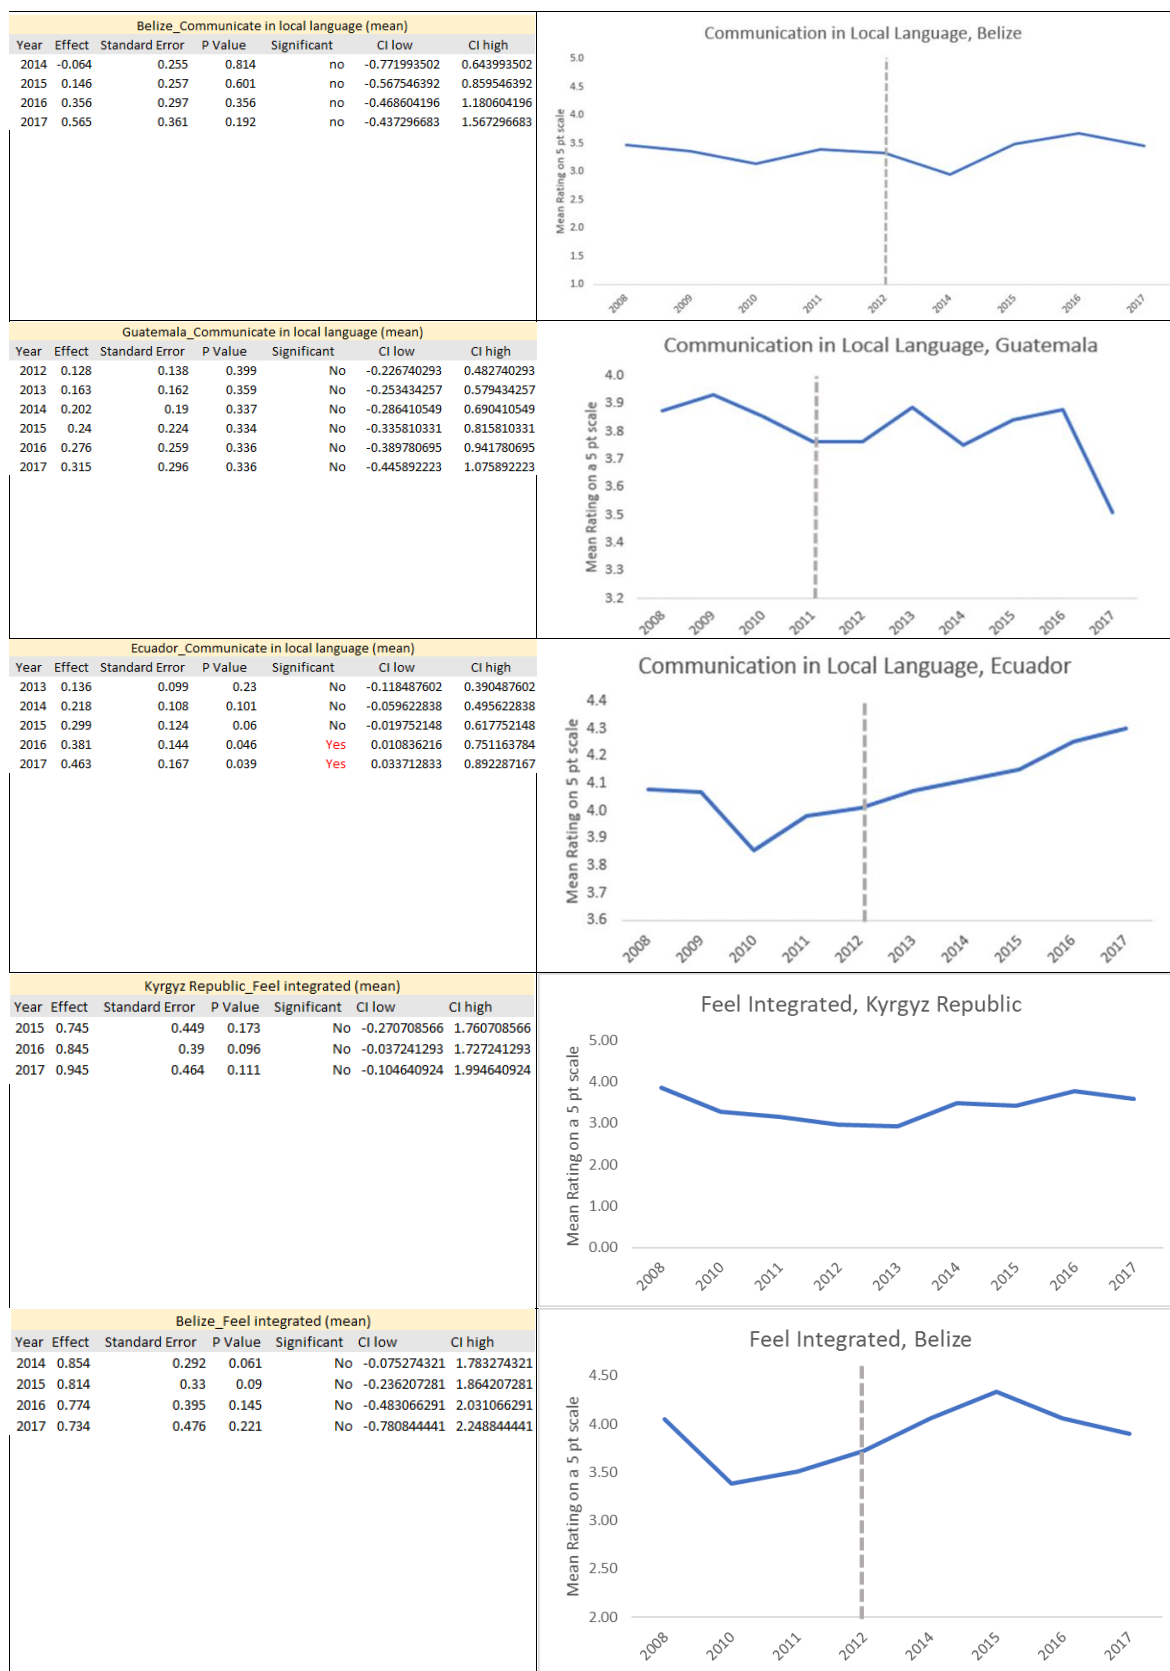 Belize_Communicate in local language (mean)
Year Effect Standard Error P Value Significant CI low CI high
2014 -0.064 0.255 0.814 no -0.771993502 0.643993502
2015 0.146 0.257 0.601 no -0.567546392 0.859546392
2016 0.356 0.297 0.356 no -0.468604196 1.180604196
2017 0.565 0.361 0.192 no -0.437296683 1.567296683
Communication in Local Language, Belize
Mean Rating on 5 pt scale
5.0
4.5
4.0
3.5
3.0
2.5
2.0
1.5
1.0
2008 2009 2010 2011 2012 2014 2015 2016 2017
Guatemala_Communicate in local language (mean)
Year Effect Standard Error P Value Significant CI low CI high
2012 0.128 0.138 0.399 No -0.226740293 0.482740293
2013 0.163 0.162 0.359 No -0.253434257 0.579434257
2014 0.202 0.19 0.337 No -0.286410549 0.690410549
2015 0.24 0.224 0.334 No -0.335810331 0.815810331
2016 0.276 0.259 0.336 No -0.389780695 0.941780695
2017 0.315 0.296 0.336 No -0.445892223 1.075892223
Communication in Local Language, Guatemala
Mean Rating on a 5 pt scale
4.0
3.9
3.8
3.7
3.6
3.5
3.4
3.3
3.2
2008 2009 2010 2011 2012 2013 2014 2015 2016 2017
Ecuador_Communicate in local language (mean)
Year Effect Standard Error P Value Significant CI low CI high
2013 0.136 0.099 0.23 No -0.118487602 0.390487602
2014 0.218 0.108 0.101 No -0.059622838 0.495622838
2015 0.299 0.124 0.06 No -0.019752148 0.617752148
2016 0.381 0.144 0.046 Yes 0.010836216 0.751163784
2017 0.463 0.167 0.039 Yes 0.033712833 0.892287167
Communication in Local Language, Ecuador
Mean Rating on 5 pt scale
4.4
4.3
4.2
4.1
4.0
3.9
3.8
3.7
3.6
2008 2009 2010 2011 2012 2013 2014 2015 2016 2017
Kyrgyz Republic_Feel integrated (mean)
Year Effect Standard Error P Value Significant CI low CI high
2015 0.745 0.449 0.173 No -0.270708566 1.760708566
2016 0.845 0.39 0.096 No -0.037241293 1.727241293
2017 0.945 0.464 0.111 No -0.104640924 1.994640924
Feel Integrated, Kyrgyz Republic
Mean Rating on a 5 pt scale
5.00
4.00
3.00
2.00
1.00
0.00
2008 2010 2011 2012 2013 2014 2015 2016 2017
Belize_Feel integrated (mean)
Year Effect Standard Error P Value Significant CI low CI high
2014 0.854 0.292 0.061 No -0.075274321 1.783274321
2015 0.814 0.33 0.09 No -0.236207281 1.864207281
2016 0.774 0.395 0.145 No -0.483066291 2.031066291
2017 0.734 0.476 0.221 No -0.780844441 2.248844441
Feel Integrated, Belize
Mean Rating on a 5 pt scale
4.50
4.00
3.50
3.00
2.50
2.00
2008 2010 2011 2012 2014 2015 2016 2017